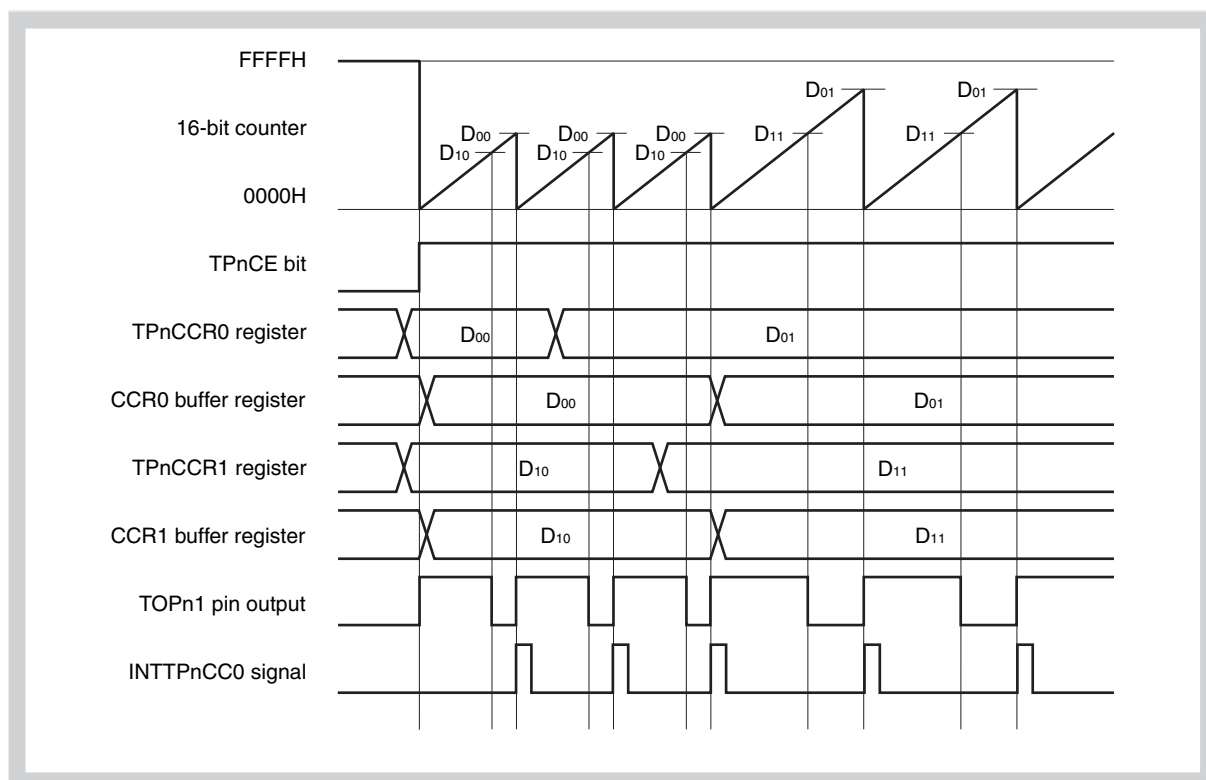 FFFFH
D01 D01
16-bit counter D00 D00 D00 D11 D11
D10 D10 D10
0000H
TPnCE bit
TPnCCR0 register D00 D01
CCR0 buffer register D00 D01
TPnCCR1 register D10 D11
CCR1 buffer register D10 D11
TOPn1 pin output
INTTPnCC0 signal